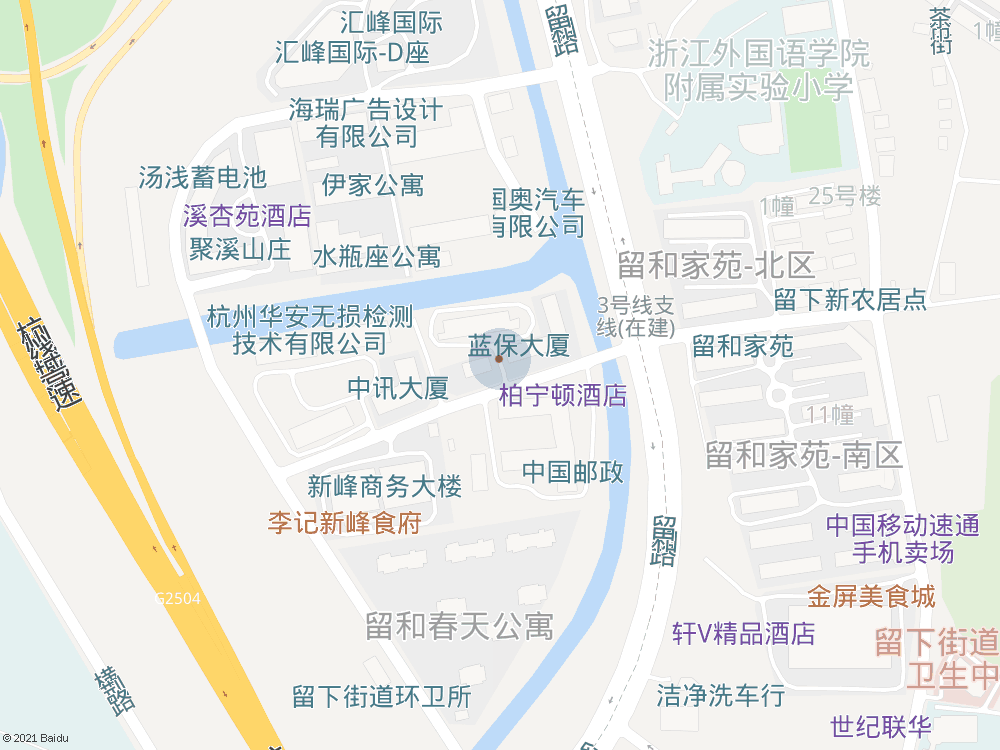 汇峰国际
汇峰国际-D座
留和路
茶市街
1幢
浙江外国语学院
附属实验小学
海瑞广告设计
有限公司
汤浅蓄电池
伊家公寓
国奥汽车
有限公司
溪杏苑酒店
聚溪山庄
水瓶座公寓
1幢
25号楼
留和家苑-北区
杭州华安无损检测
技术有限公司
3号线支
线(在建)
留下新农居点
蓝保大厦
留和家苑
中讯大厦
柏宁顿酒店
11幢
留和家苑-南区
新峰商务大楼
中国邮政
李记新峰食府
留和路
中国移动速通
手机卖场
G2504
金屏美食城
留和春天公寓
轩V精品酒店
留下街道
卫生中
横路
留下街道环卫所
洁净洗车行
世纪联华
© 2021 Baidu